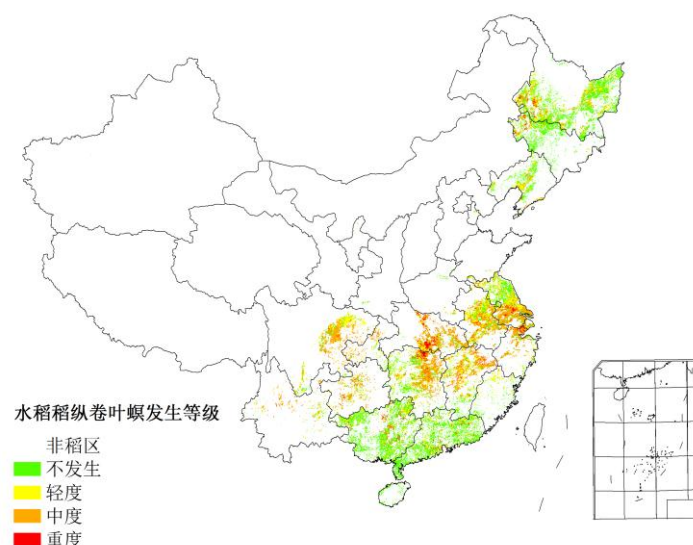 水稻稻纵卷叶螟发生等级
非稻区
不发生
轻度
中度
重度